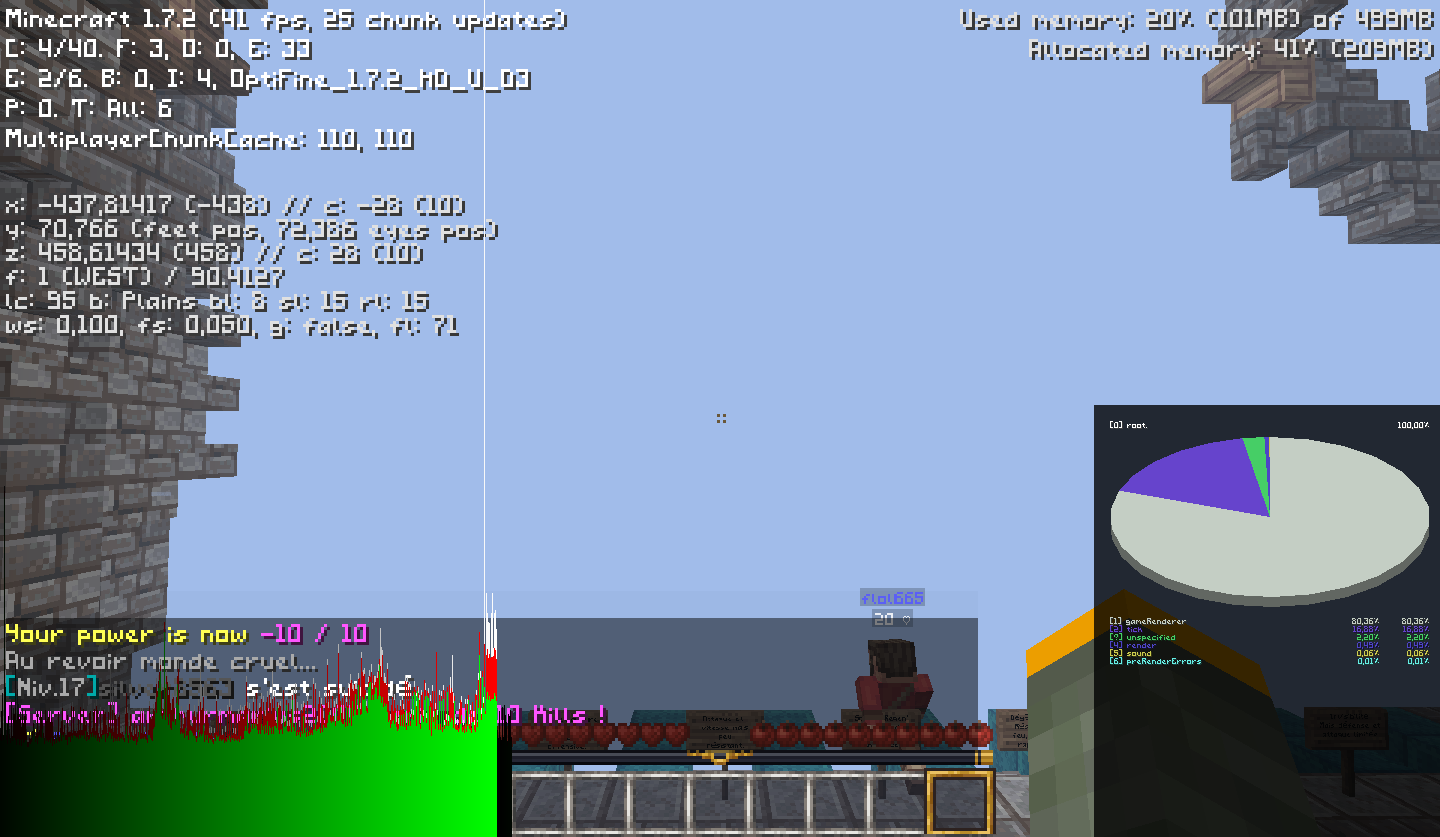 Minecraft 1.7.2 (41 fps, 25 chunk updates)
C: 4/40. F: 3, O: 0, E: 33
E: 2/6. B: 0, I: 4, OptiFine_1.7.2_HD_U_D3
P: 0. T: All: 6
MultiplayerChunkCache: 110, 110
x: -437,81417 (-438) // c: -28 (10)
y: 70,766 (feet pos, 72,386 eyes pos)
z: 458,61434 (458) // c: 28 (10)
f: 1 (WEST) / 90.4127
lc: 95 b: Plains bl: 8 sl: 15 rl: 15
ws: 0,100, fs: 0,050, g: false, fl: 71
Used memory: 20% (101MB) of 499MB
Allocated memory: 41% (209MB)
[0] root 100,00%
[1] gameRenderer 80,36% 80,36%
[2] tick 16,88% 16,88%
[?] unspecified 2,20% 2,20%
[4] render 0,49% 0,49%
[5] sound 0,06% 0,06%
[6] preRenderErrors 0,01% 0,01%
flol665
20 ♡
Your power is now -10 / 10
Au revoir monde cruel...
[Niv.17] s'est
[Server] Kills !